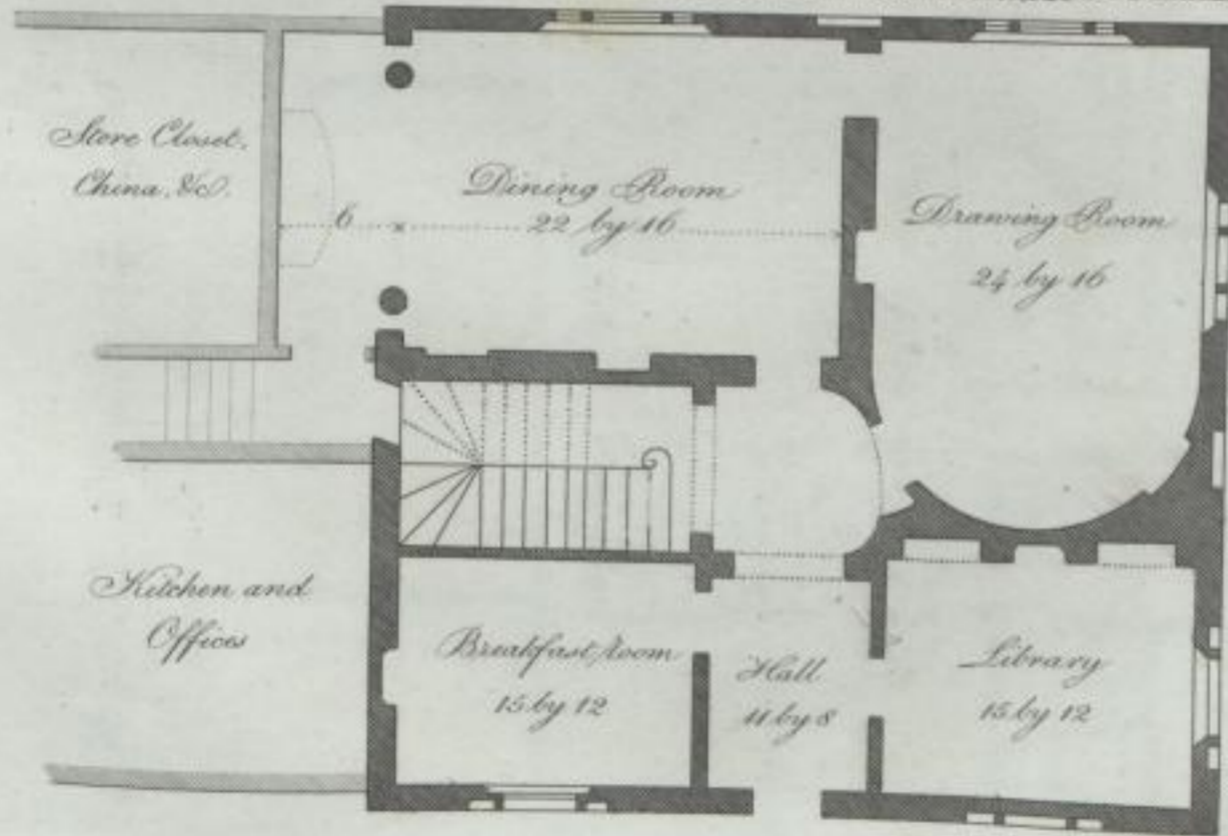 Store Closet.
China. &c.
Dining Room
6
22 by 16
Drawing Room
24 by 16
Kitchen and
Offices
Breakfast room
15 by 12
Hall
11 by 8
Library
15 by 12